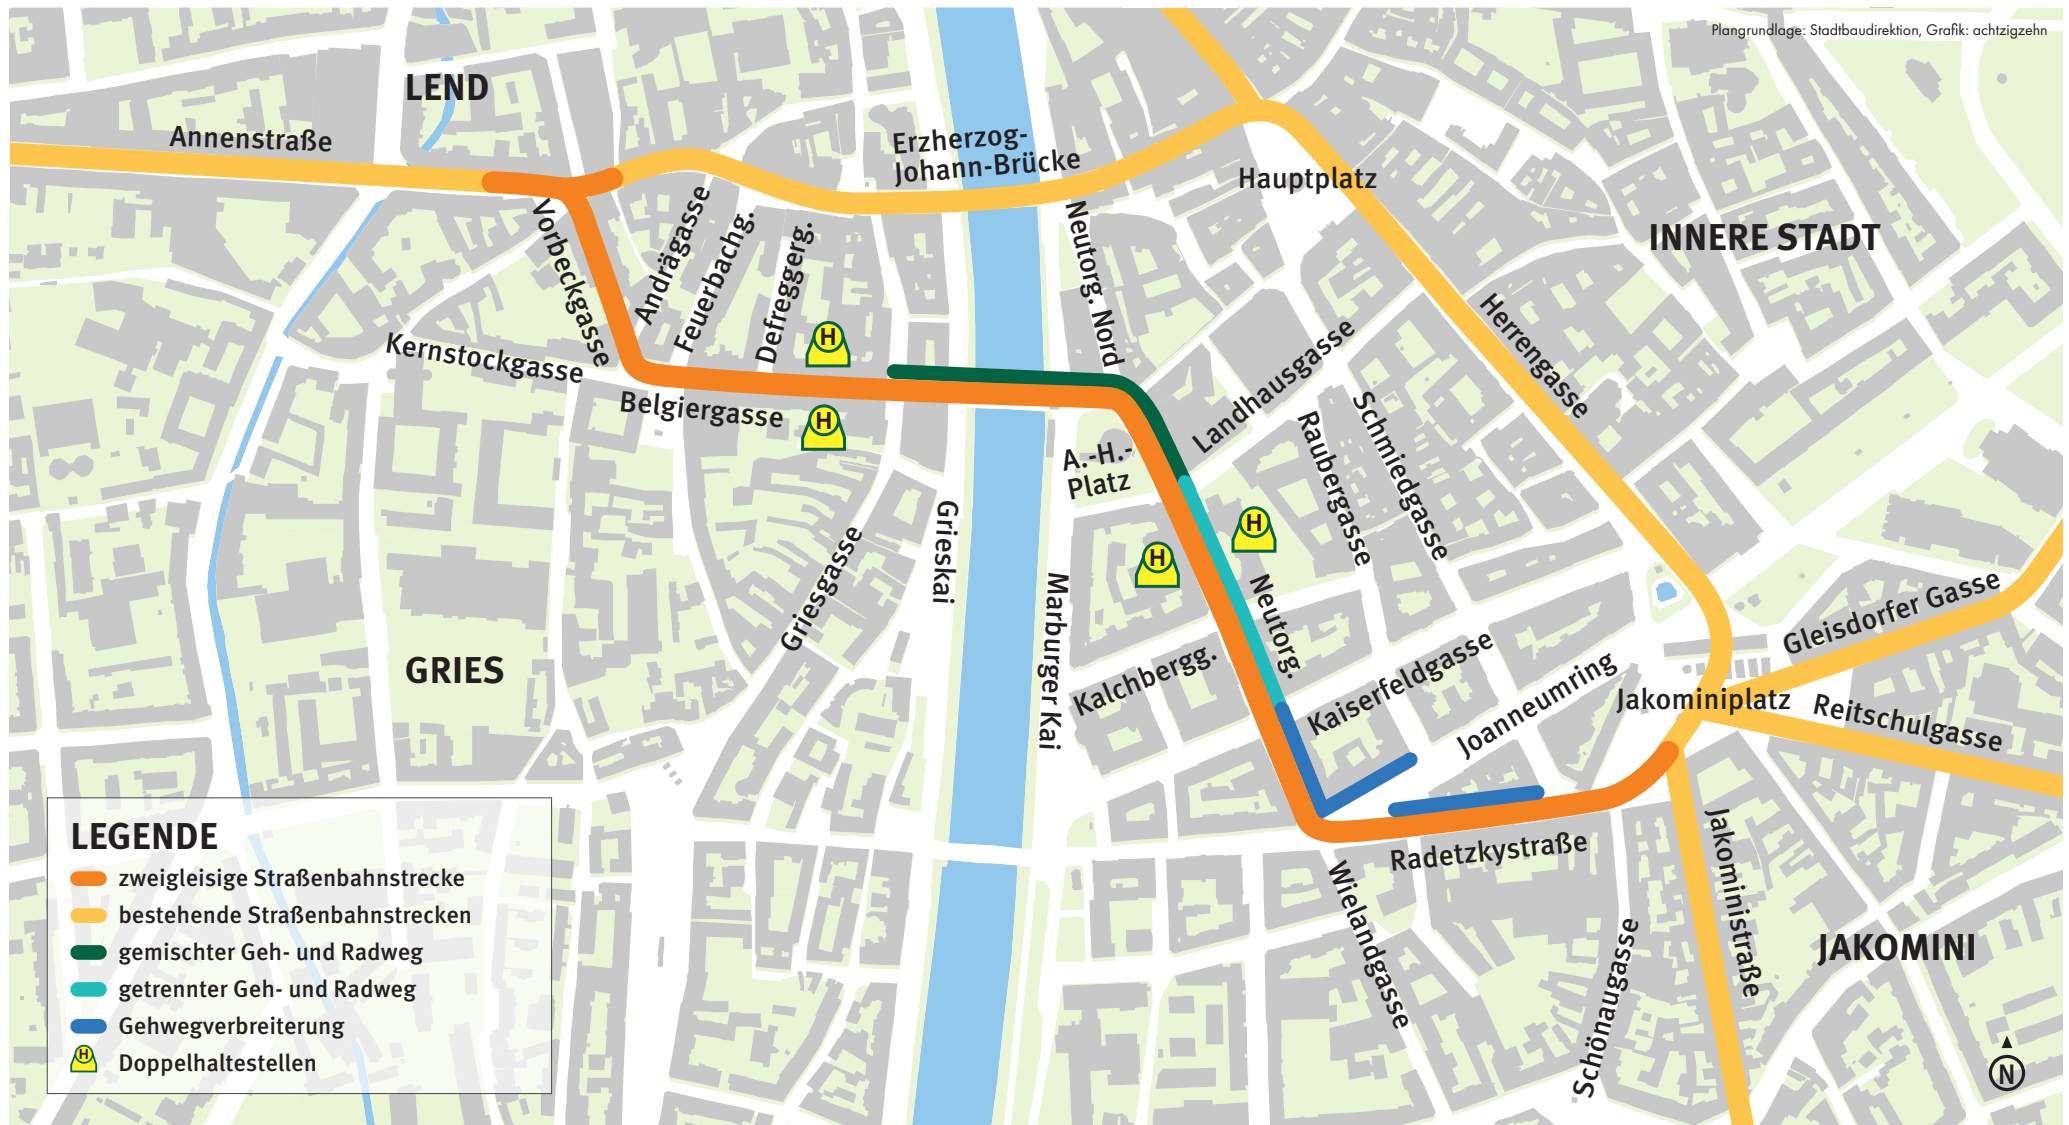 Plangrundlage: Stadtbaudirektion, Grafik: achtzigzehn
LEND
Annenstraße
Erzherzog-
Johann-Brücke
Hauptplatz
INNERE STADT
Vorbeckgasse
Andrägasse
Feuerbachg.
Defreggerg.
Neutorg. Nord
Herrengasse
Kernstockgasse
Belgiergasse
H
H
Landhausgasse
Raubergasse
Schmiedgasse
A.-H.-
Platz
H
H
Griesgasse
Grieskai
Marburger Kai
Neutorg.
Kalchbergg.
Kaiserfeldgasse
Joanneumring
Gleisdorfer Gasse
Jakominiplatz
Reitschulgasse
GRIES
Radetzkystraße
Wielandgasse
Schönaugasse
Jakoministraße
JAKOMINI
N
LEGENDE
zweigleisige Straßenbahnstrecke
bestehende Straßenbahnstrecken
gemischter Geh- und Radweg
getrennter Geh- und Radweg
Gehwegverbreiterung
H Doppelhaltestellen